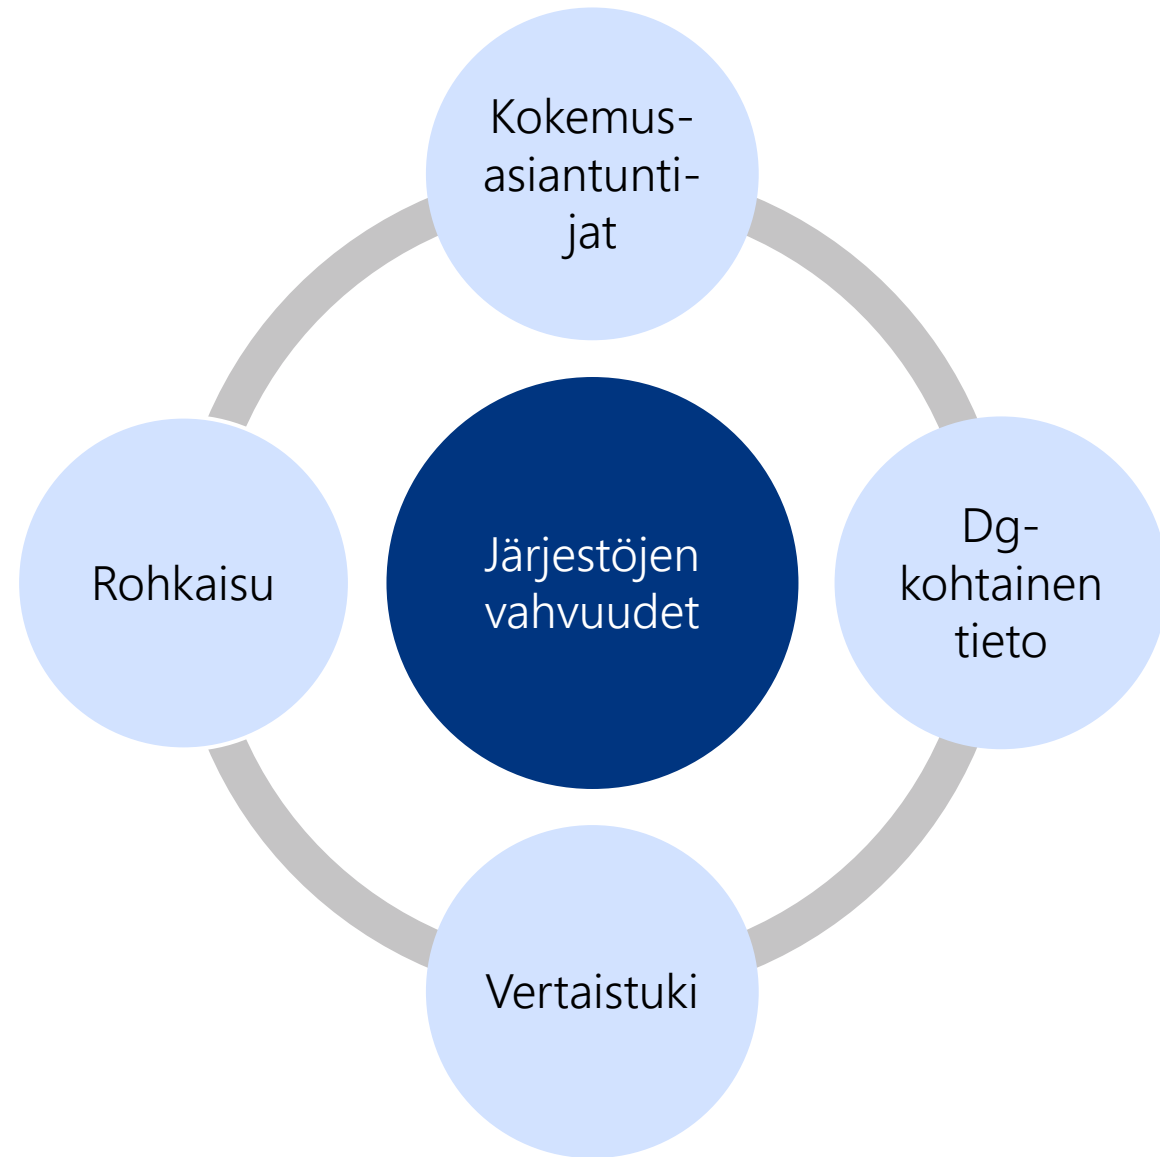 Kokemus-
asiantunti-
jat
Järjestöjen
vahvuudet
Dg-
kohtainen
tieto
Rohkaisu
Vertaistuki